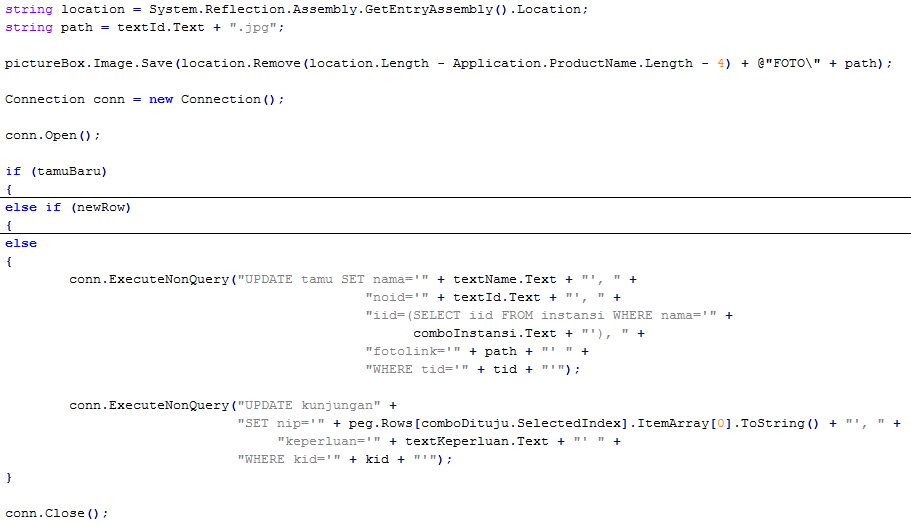 string location = System.Reflection.Assembly.GetEntryAssembly().Location;
string path = textId.Text + ".jpg";
pictureBox.Image.Save(location.Remove(location.Length - Application.ProductName.Length - 4) + @"FOTO\" + path);
Connection conn = new Connection();
conn.Open();
if (tamuBaru)
{
else if (newRow)
{
else
{
conn.ExecuteNonQuery("UPDATE tamu SET nama='" + textName.Text + "', " +
"noid='" + textId.Text + "', " +
"iid=(SELECT iid FROM instansi WHERE nama='" +
comboInstansi.Text + "'), " +
"fotolink='" + path + "' " +
"WHERE tid='" + tid + "'");
conn.ExecuteNonQuery("UPDATE kunjungan" +
"SET nip='" + peg.Rows[comboDituju.SelectedIndex].ItemArray[0].ToString() + "', " +
"keperluan='" + textKeperluan.Text + "' " +
"WHERE kid='" + kid + "'");
}
conn.Close();